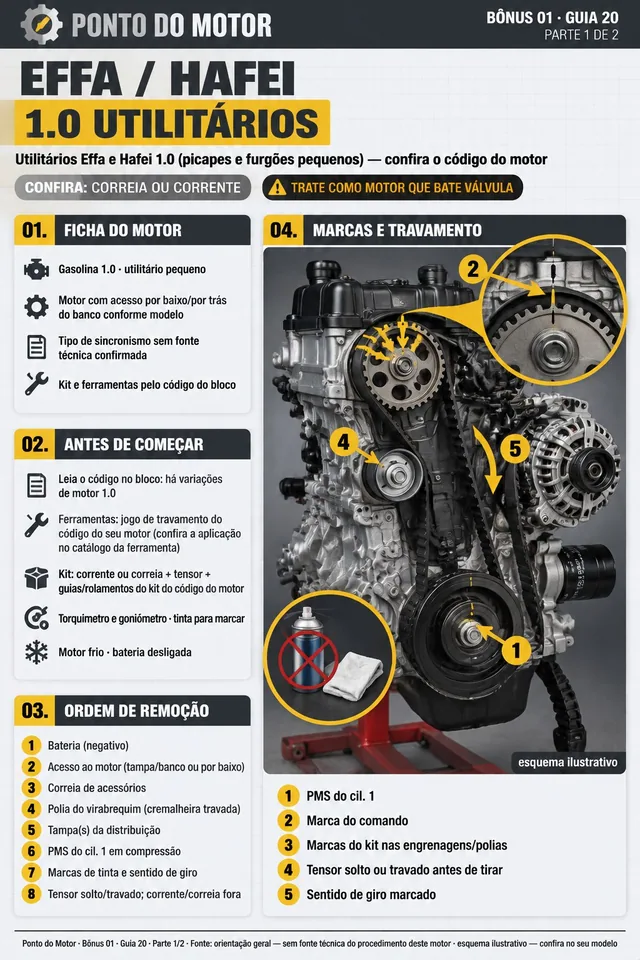 PONTO DO MOTOR
BÔNUS 01 · GUIA 20
PARTE 1 DE 2
EFFA / HAFEI
1.0 UTILITÁRIOS
Utilitários Effa e Hafei 1.0 (picapes e furgões pequenos) — confira o código do motor
CONFIRA: CORREIA OU CORRENTE
TRATE COMO MOTOR QUE BATE VÁLVULA
01. FICHA DO MOTOR
Gasolina 1.0 · utilitário pequeno
Motor com acesso por baixo/por trás
do banco conforme modelo
Tipo de sincronismo sem fonte
técnica confirmada
Kit e ferramentas pelo código do bloco
02. ANTES DE COMEÇAR
Leia o código no bloco: há variações
de motor 1.0
Ferramentas: jogo de travamento do
código do seu motor (confira a aplicação
no catálogo da ferramenta)
Kit: corrente ou correia + tensor +
guias/rolamentos do kit do código do motor
Torquimetro e goniómetro · tinta para marcar
Motor frio · bateria desligada
03. ORDEM DE REMOÇÃO
1 Bateria (negativo)
2 Acesso ao motor (tampa/banco ou por baixo)
3 Correia de acessórios
4 Polia do virabrequim (cremalheira travada)
5 Tampa(s) da distribuição
6 PMS do cil. 1 em compressão
7 Marcas de tinta e sentido de giro
8 Tensor solto/travado; corrente/correia fora
04. MARCAS E TRAVAMENTO
2
4
5
1
esquema ilustrativo
1 PMS do cil. 1
2 Marca do comando
3 Marcas do kit nas engrenagens/polias
4 Tensor solto ou travado antes de tirar
5 Sentido de giro marcado
Ponto do Motor · Bônus 01 · Guia 20 · Parte 1/2 · Fonte: orientação geral — sem fonte técnica do procedimento deste motor · esquema ilustrativo — confira no seu modelo